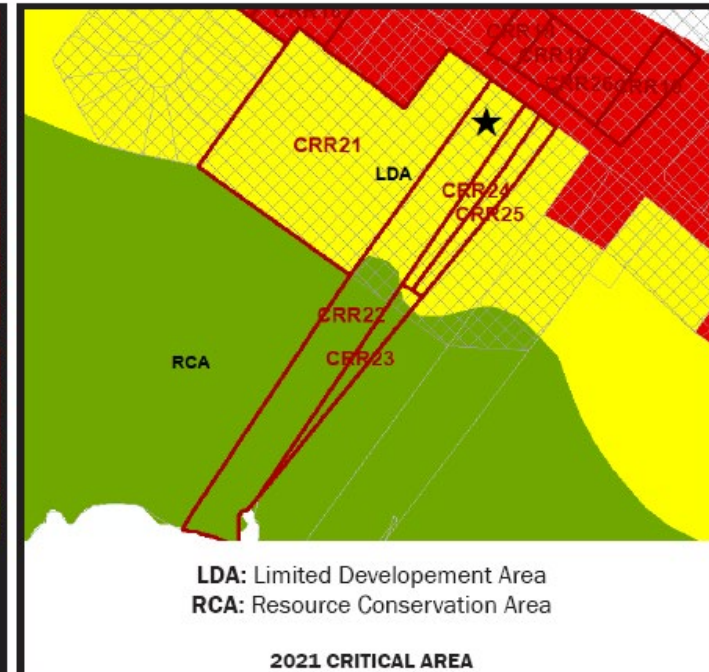 CRR21
LDA
CRR24
CRR25
CRR22
CRR23
RCA
LDA: Limited Developement Area
RCA: Resource Conservation Area
2021 CRITICAL AREA